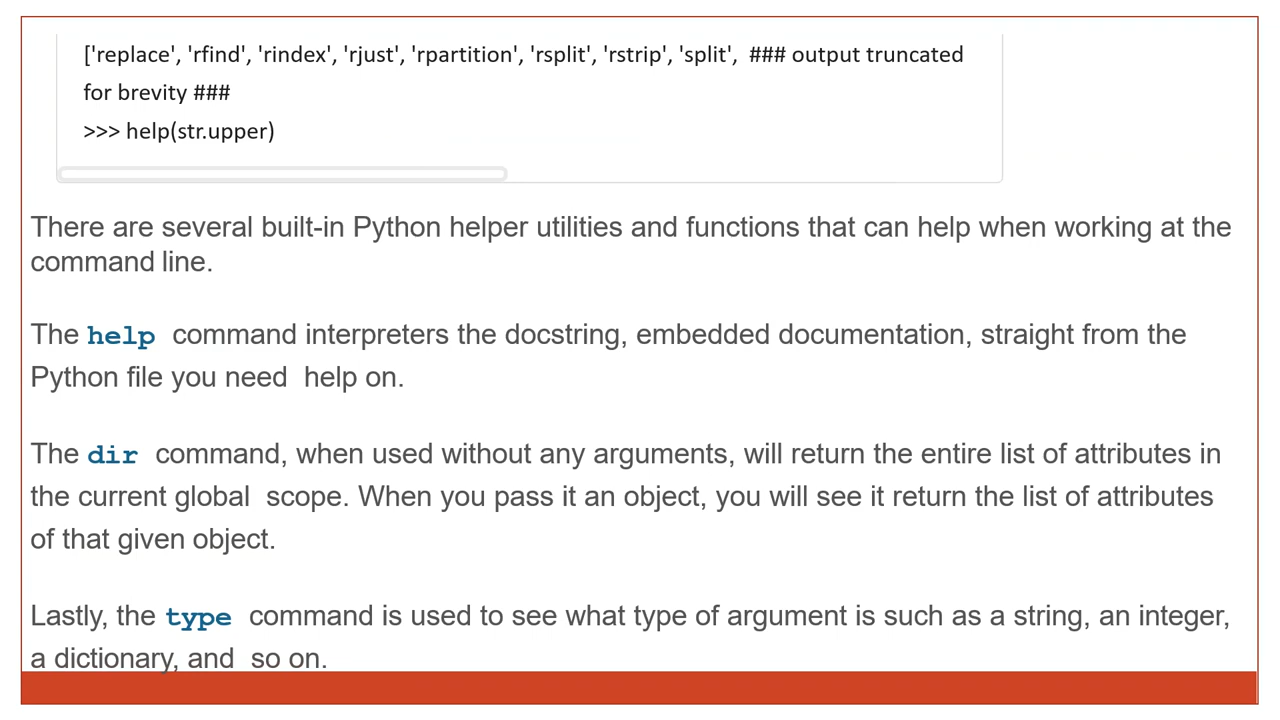 ['replace', 'rfind', 'rindex', 'rjust', 'rpartition', 'rsplit', 'rstrip', 'split',  ### output truncated
for brevity ###
>>> help(str.upper)
There are several built-in Python helper utilities and functions that can help when working at the
command line.
The help command interpreters the docstring, embedded documentation, straight from the
Python file you need help on.
The dir command, when used without any arguments, will return the entire list of attributes in
the current global scope. When you pass it an object, you will see it return the list of attributes
of that given object.
Lastly, the type command is used to see what type of argument is such as a string, an integer,
a dictionary, and so on.